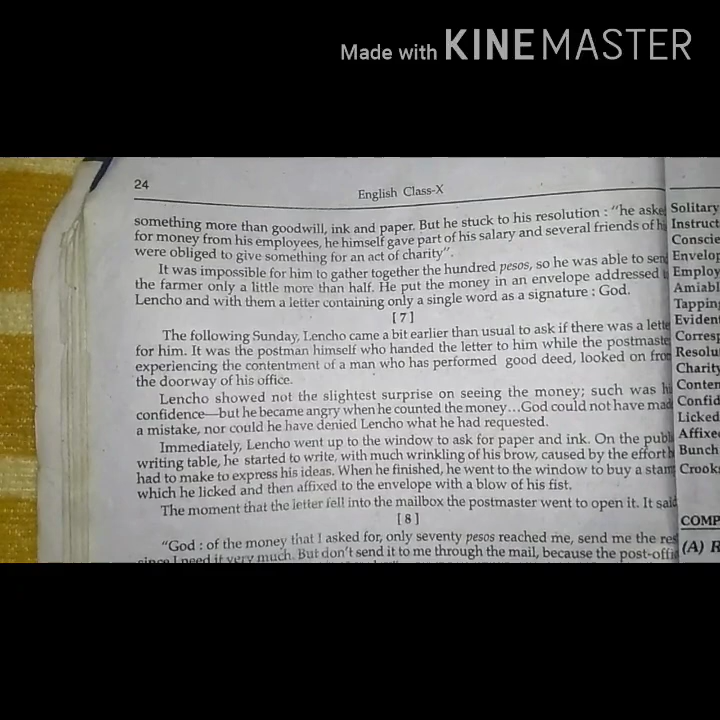 Made with KINEMASTER
24
English Class-X
something more than goodwill, ink and paper. But he stuck to his resolution : "he aske
for money from his employees, he himself gave part of his salary and several friends of h
were obliged to give something for an act of charity".
It was impossible for him to gather together the hundred pesos, so he was able to sen
the farmer only a little more than half. He put the money in an envelope addressed
Lencho and with them a letter containing only a single word as a signature : God.
[7]
The following Sunday, Lencho came a bit earlier than usual to ask if there was a lette
for him. It was the postman himself who handed the letter to him while the postmaste
experiencing the contentment of a man who has performed good deed, looked on from
the doorway of his office.
Lencho showed not the slightest surprise on seeing the money; such was hi
confidence—but he became angry when he counted the money...God could not have mad
a mistake, nor could he have denied Lencho what he had requested.
Immediately, Lencho went up to the window to ask for paper and ink. On the publ
writing table, he started to write, with much wrinkling of his brow, caused by the effort
had to make to express his ideas. When he finished, he went to the window to buy a stam
which he licked and then affixed to the envelope with a blow of his fist.
The moment that the letter fell into the mailbox the postmaster went to open it. It said
[8]
"God : of the money that I asked for, only seventy pesos reached me, send me the res
since I need it very much. But don't send it to me through the mail, because the post-offi
Solitary
Instruct
Conscie
Envelop
Employ
Amiabl
Tapping
Eviden
Corresp
Resolu
Charity
Conten
Confid
Licked
Affixe
Bunch
Crook
COMP
(A) R